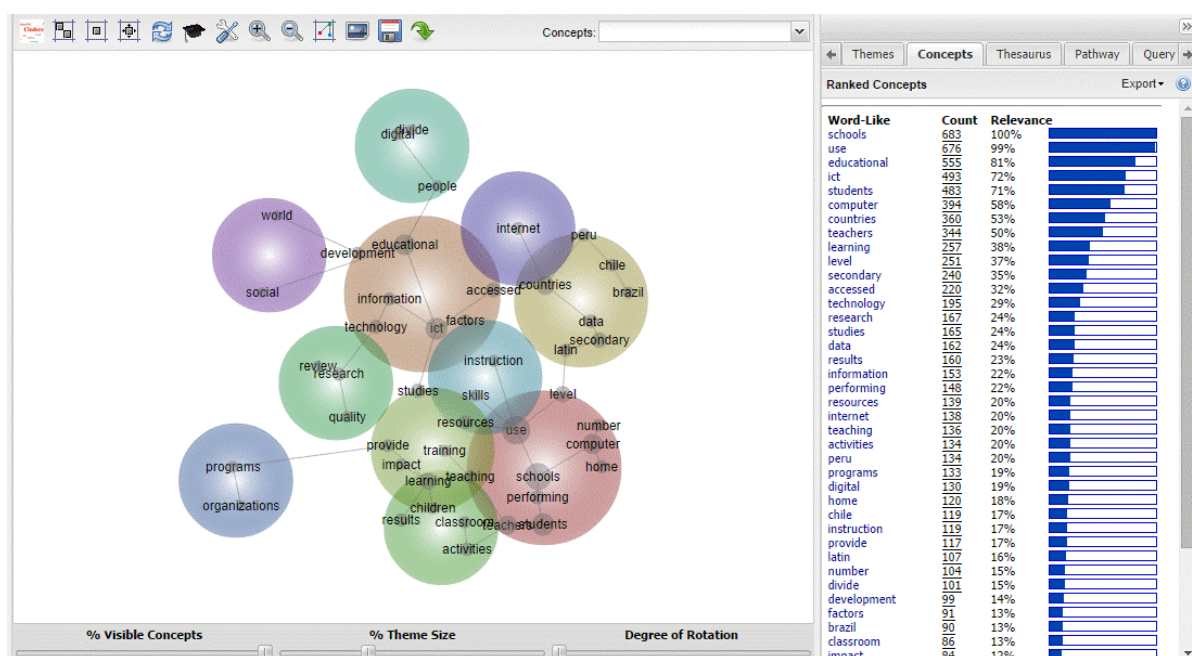 Concepts:
digital divide
people
world
development
social
educational
internet
peru
chile
brazil
countries
accessed
information
technology
ict
factors
data
secondary
latin
instruction
review
research
quality
studies
skills
level
resources
use
number
computer
home
provide
training
impact
teaching
learning
schools
performing
programs
organizations
children
results
classroom
teachers
students
activities
% Visible Concepts % Theme Size Degree of Rotation
Themes Concepts Thesaurus Pathway Query
Ranked Concepts Export
Word-Like Count Relevance
schools 683 100%
use 676 99%
educational 555 81%
ict 493 72%
students 483 71%
computer 394 58%
countries 360 53%
teachers 344 50%
learning 257 38%
level 251 37%
secondary 240 35%
accessed 220 32%
technology 195 29%
research 167 24%
studies 165 24%
data 162 24%
results 160 23%
information 153 22%
performing 148 22%
resources 139 20%
internet 138 20%
teaching 136 20%
activities 134 20%
peru 134 20%
programs 133 19%
digital 130 19%
home 120 18%
chile 119 17%
instruction 119 17%
provide 117 17%
latin 107 16%
number 104 15%
divide 101 15%
development 99 14%
factors 91 13%
brazil 90 13%
classroom 86 13%
impact 84 12%